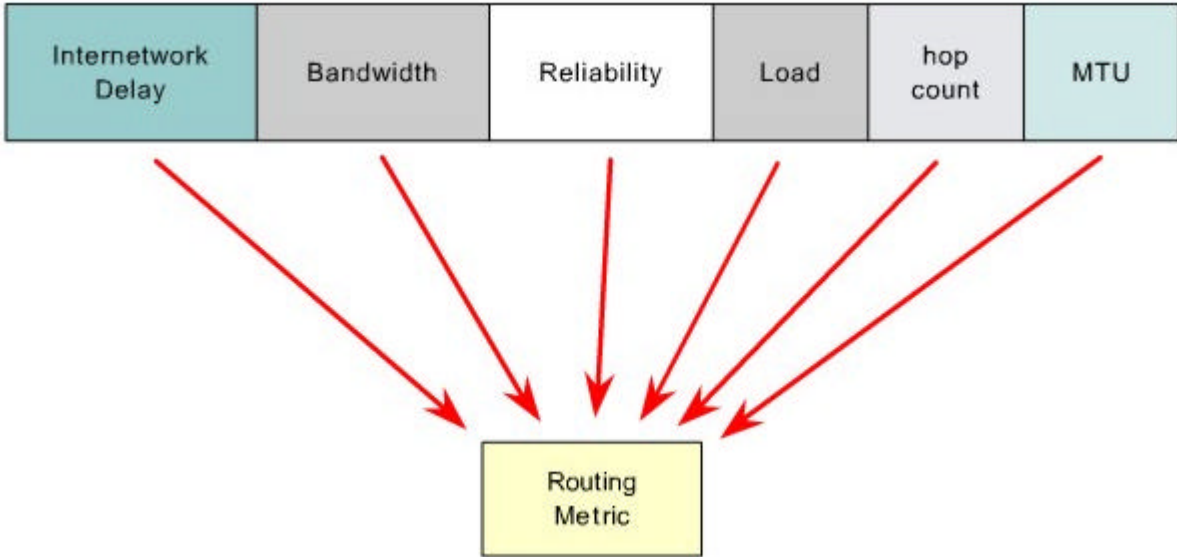 Internetwork
Delay
Bandwidth
Reliability
Load
hop
count
MTU
Routing
Metric